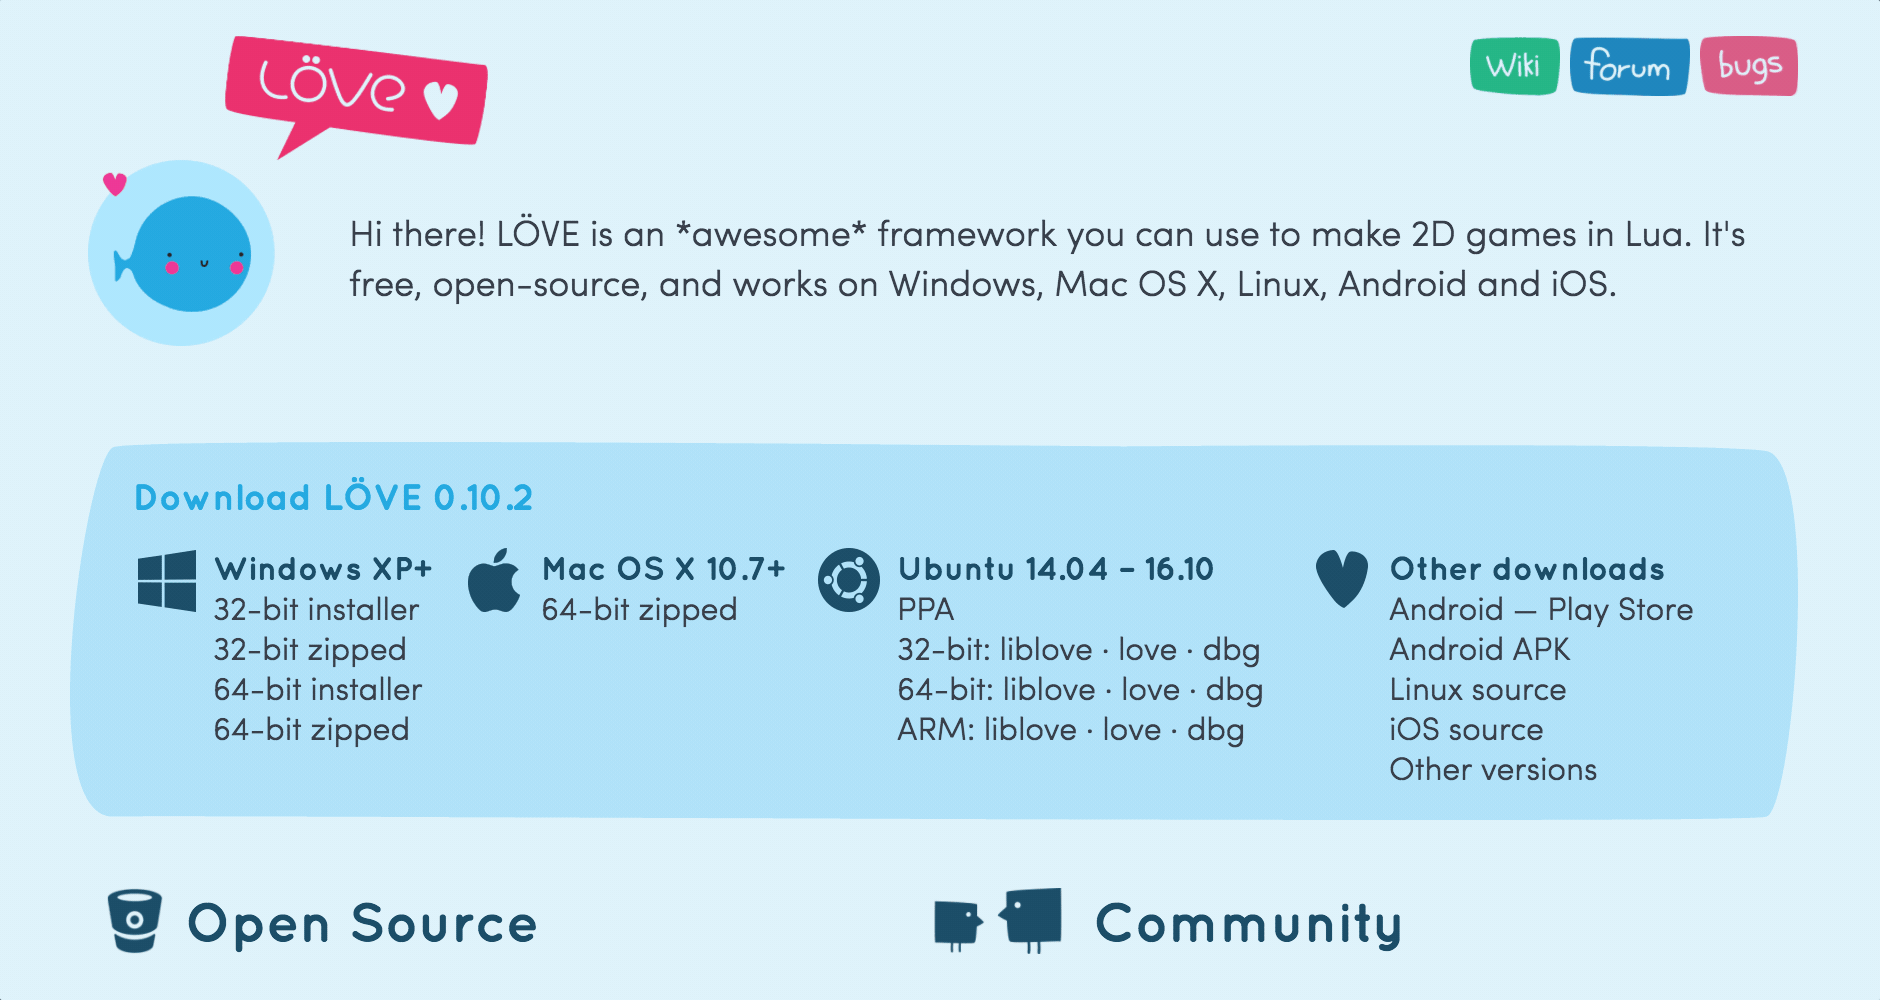 LÖVE
Wiki
forum
bugs
Hi there! LÖVE is an *awesome* framework you can use to make 2D games in Lua. It's
free, open-source, and works on Windows, Mac OS X, Linux, Android and iOS.
Download LÖVE 0.10.2
Windows XP+
32-bit installer
32-bit zipped
64-bit installer
64-bit zipped
Mac OS X 10.7+
64-bit zipped
Ubuntu 14.04 – 16.10
PPA
32-bit: liblove · love · dbg
64-bit: liblove · love · dbg
ARM: liblove · love · dbg
Other downloads
Android — Play Store
Android APK
Linux source
iOS source
Other versions
Open Source
Community